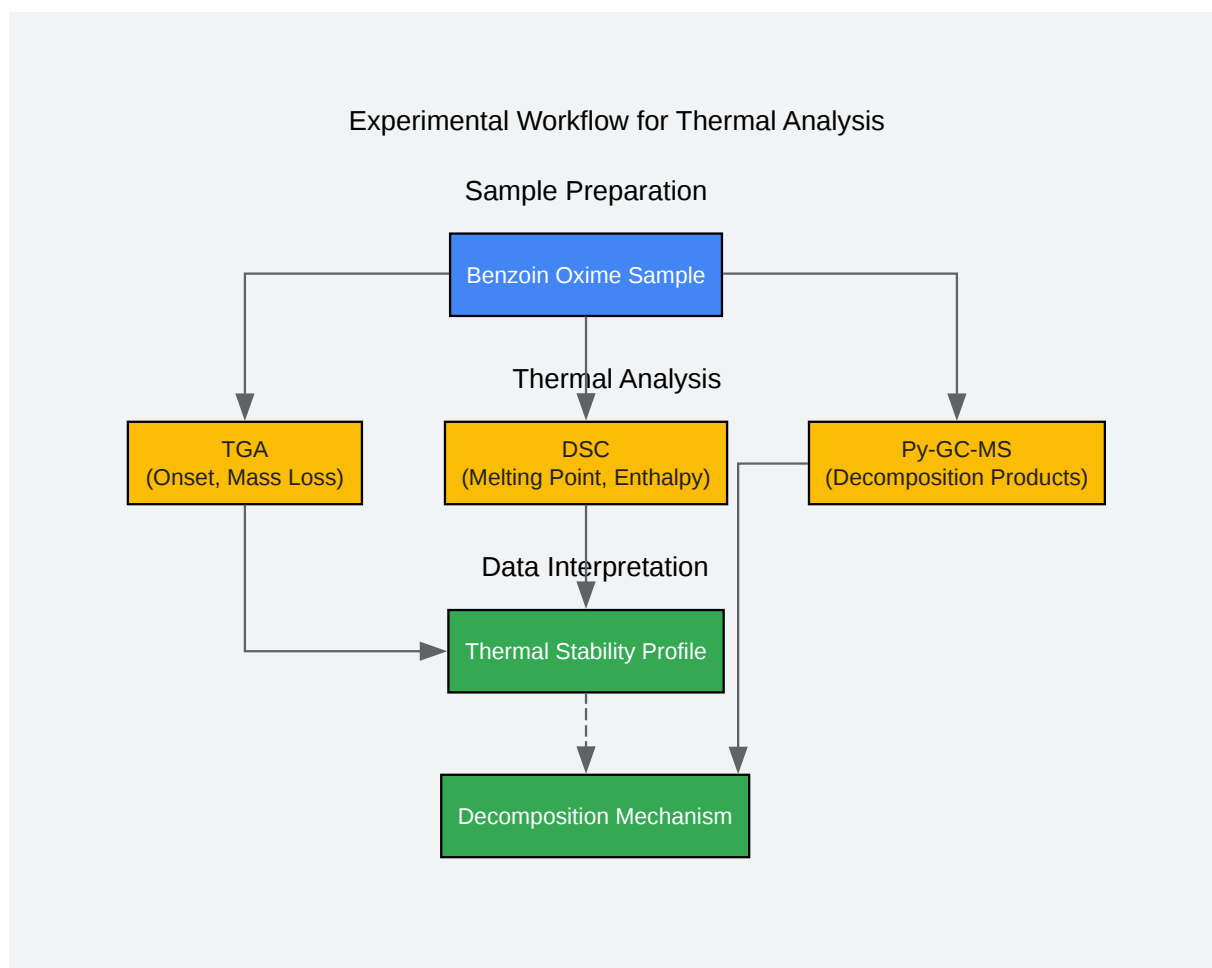 Experimental Workflow for Thermal Analysis
Sample Preparation
Benzoin Oxime Sample
Thermal Analysis
TGA
(Onset, Mass Loss)
DSC
(Melting Point, Enthalpy)
Py-GC-MS
(Decomposition Products)
Data Interpretation
Thermal Stability Profile
Decomposition Mechanism